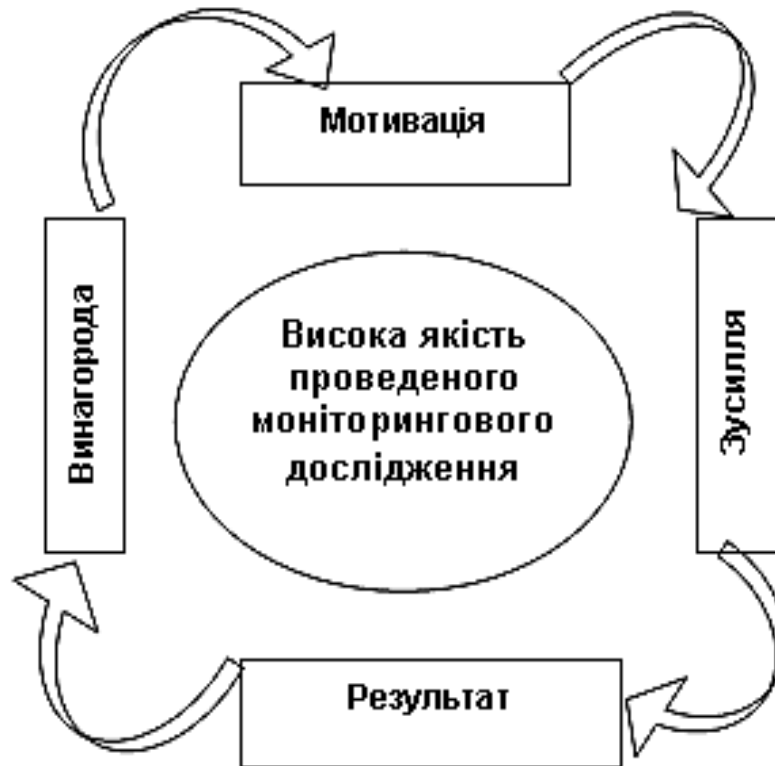 Мотивація
Винагорода
Висока якість
проведеного
моніторингового
дослідження
Зусилля
Результат